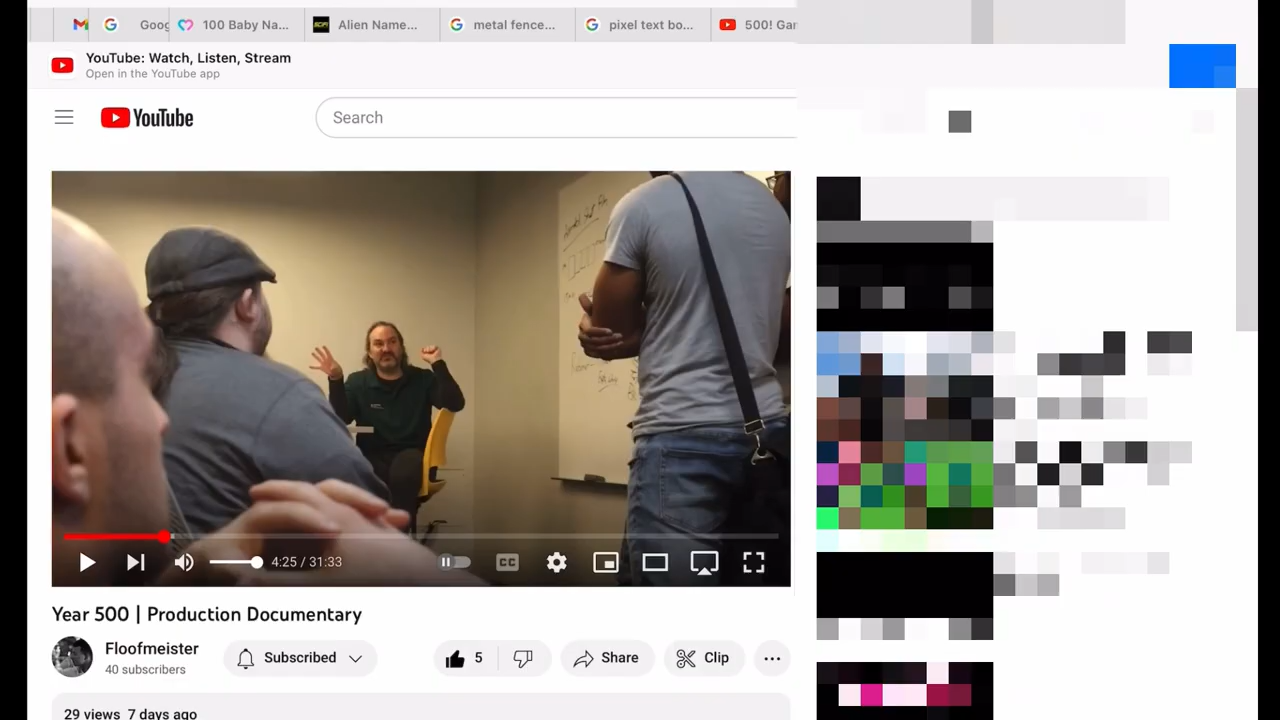 Goog
100 Baby Na...
Alien Name...
metal fence...
pixel text bo...
500! Gar
YouTube: Watch, Listen, Stream
Open in the YouTube app
YouTube
Search
4:25 / 31:33
CC
Year 500 | Production Documentary
Floofmeister
40 subscribers
Subscribed
5
Share
Clip
29 views 7 days ago